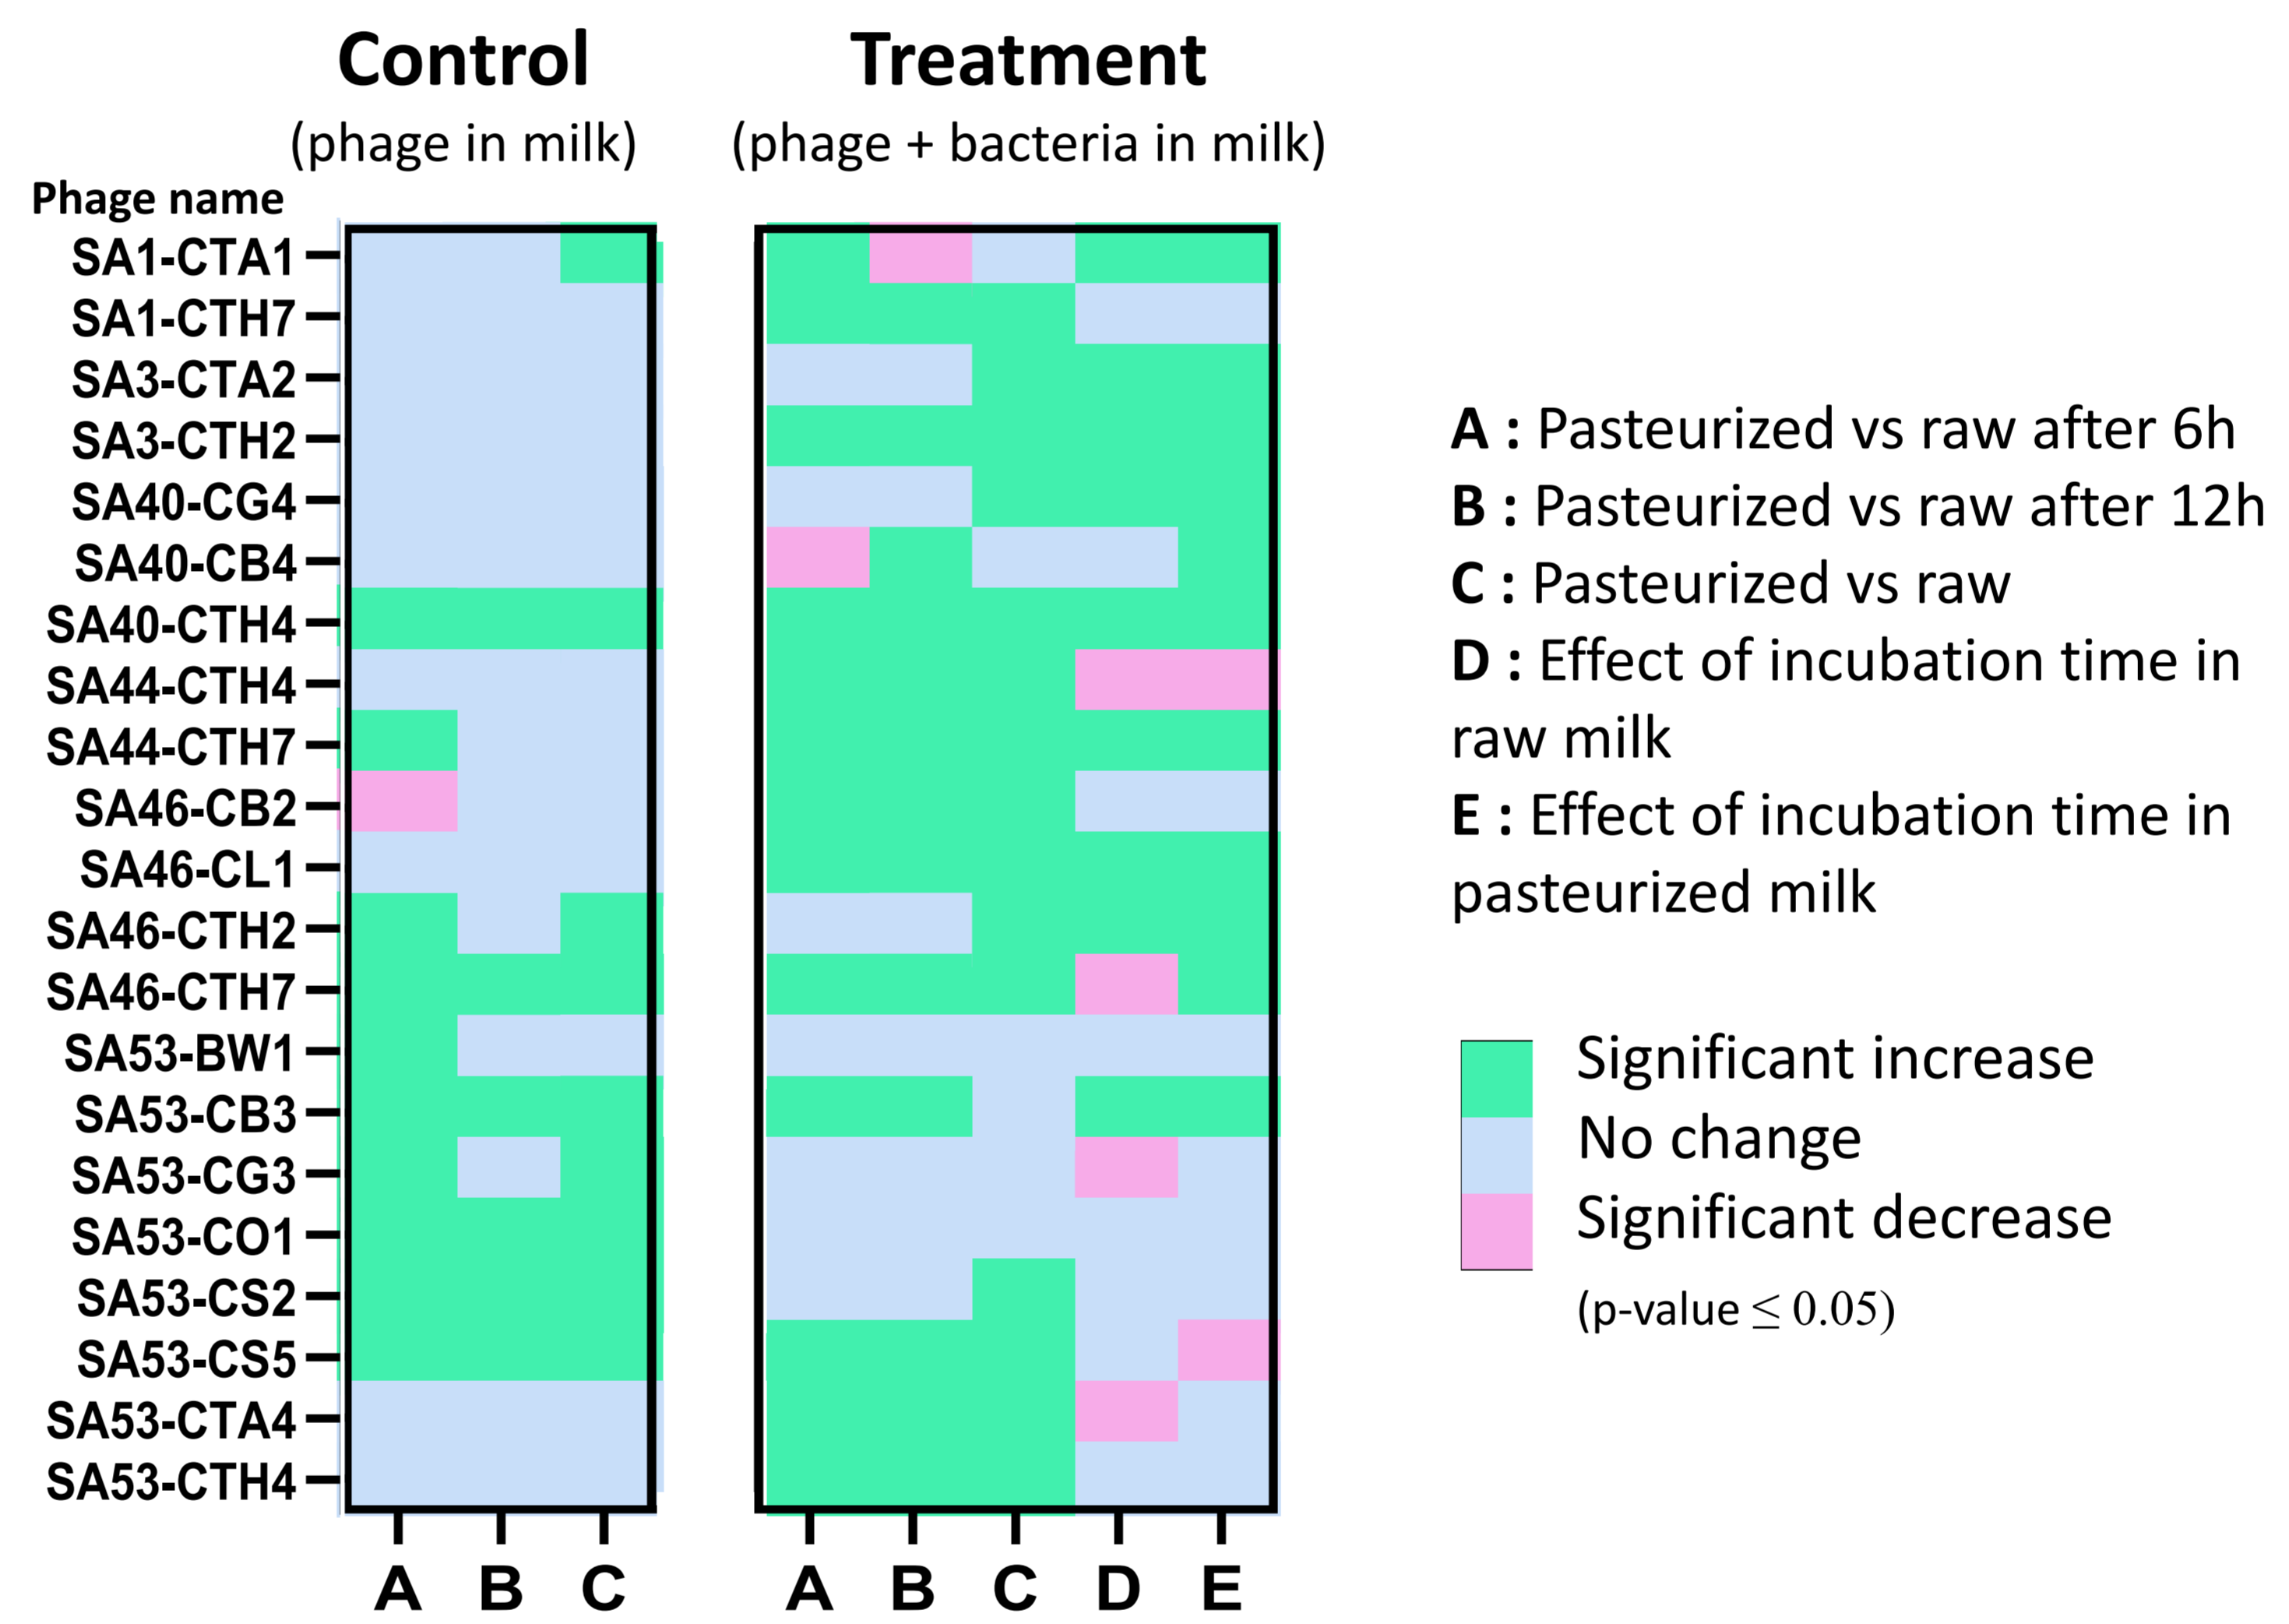 Control
Treatment
(phage in milk)
(phage + bacteria in milk)
Phage name
SA1-CTA1
SA1-CTH7
SA3-CTA2
SA3-CTH2
SA40-CG4
SA40-CB4
SA40-CTH4
SA44-CTH4
SA44-CTH7
SA46-CB2
SA46-CL1
SA46-CTH2
SA46-CTH7
SA53-BW1
SA53-CB3
SA53-CG3
SA53-CO1
SA53-CS2
SA53-CS5
SA53-CTA4
SA53-CTH4
A B C
A B C D E
A : Pasteurized vs raw after 6h
B : Pasteurized vs raw after 12h
C : Pasteurized vs raw
D : Effect of incubation time in
raw milk
E : Effect of incubation time in
pasteurized milk
Significant increase
No change
Significant decrease
(p-value ≤ 0.05)